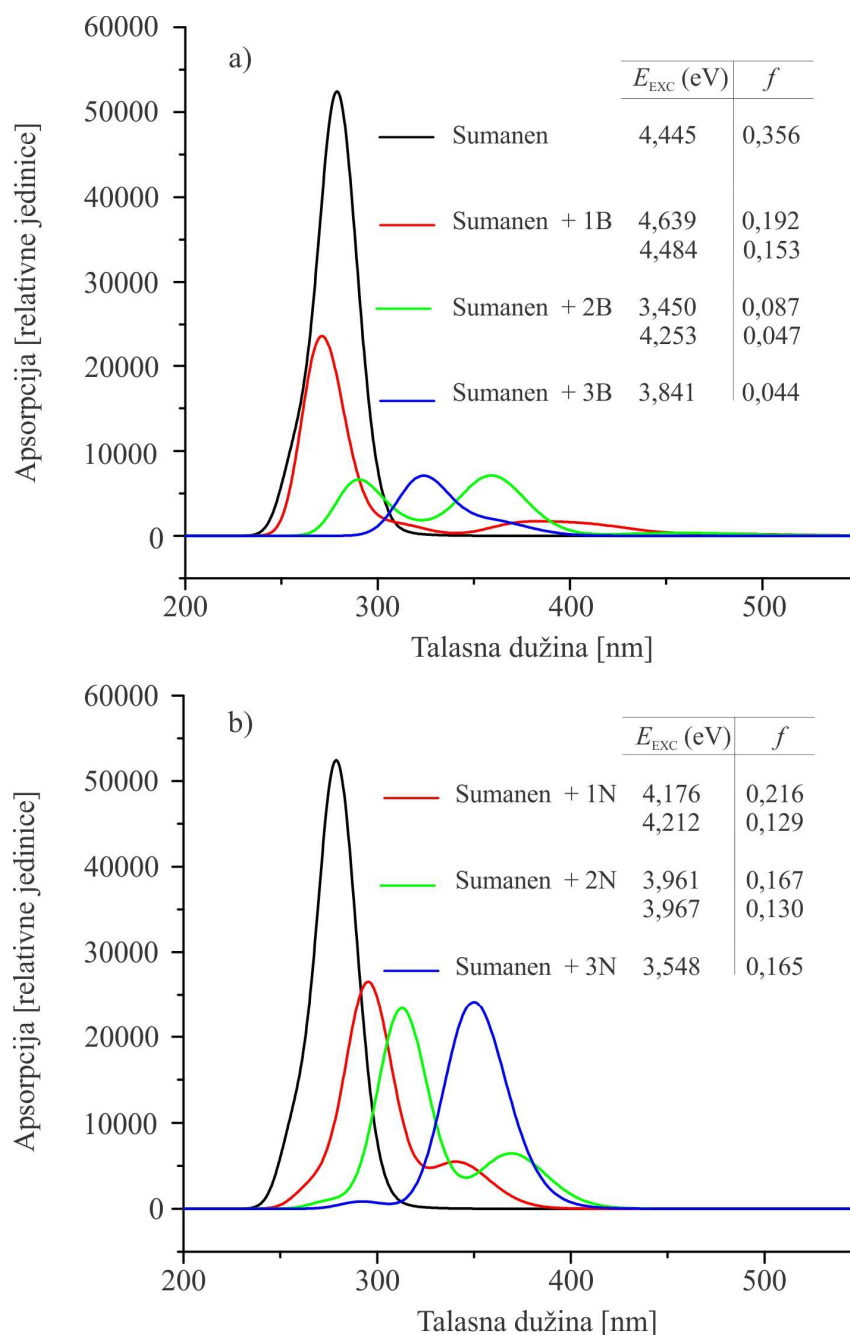 60000
a)
E_EXC (eV) f
50000
Sumanen 4,445 0,356
40000
Sumanen + 1B 4,639 0,192
4,484 0,153
30000
Sumanen + 2B 3,450 0,087
4,253 0,047
20000
Sumanen + 3B 3,841 0,044
10000
0
Apsorpcija [relativne jedinice]
200 300 400 500
Talasna dužina [nm]
60000
b)
E_EXC (eV) f
50000
Sumanen + 1N 4,176 0,216
4,212 0,129
40000
Sumanen + 2N 3,961 0,167
3,967 0,130
30000
Sumanen + 3N 3,548 0,165
20000
10000
0
Apsorpcija [relativne jedinice]
200 300 400 500
Talasna dužina [nm]